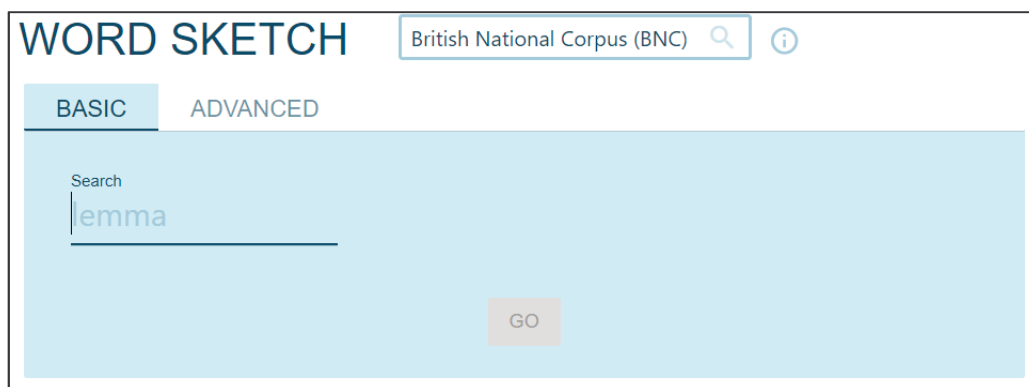 WORD SKETCH British National Corpus (BNC)
BASIC ADVANCED
Search
lemma
GO